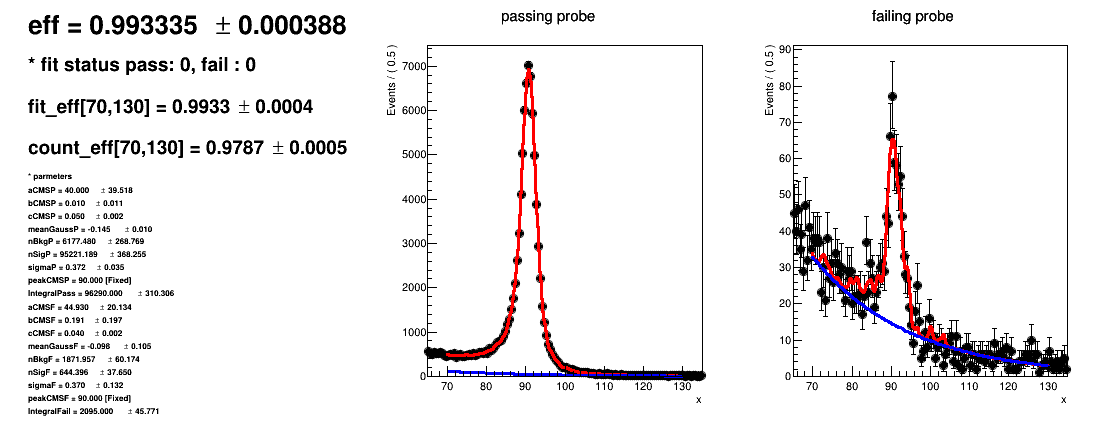 eff = 0.993335 ± 0.000388
* fit status pass: 0, fail : 0
fit_eff[70,130] = 0.9933 ± 0.0004
count_eff[70,130] = 0.9787 ± 0.0005
* parmeters
aCMSP = 40.000 ± 39.518
bCMSP = 0.010 ± 0.011
cCMSP = 0.050 ± 0.002
meanGaussP = -0.145 ± 0.010
nBkgP = 6177.480 ± 268.769
nSigP = 95221.189 ± 368.255
sigmaP = 0.372 ± 0.035
peakCMSP = 90.000 [Fixed]
IntegralPass = 96290.000 ± 310.306
aCMSF = 44.930 ± 20.134
bCMSF = 0.191 ± 0.197
cCMSF = 0.040 ± 0.002
meanGaussF = -0.098 ± 0.105
nBkgF = 1871.957 ± 60.174
nSigF = 644.396 ± 37.650
sigmaF = 0.370 ± 0.132
peakCMSF = 90.000 [Fixed]
IntegralFail = 2095.000 ± 45.771
passing probe
Events / ( 0.5 )
7000
6000
5000
4000
3000
2000
1000
0
70 80 90 100 110 120 130
x
failing probe
Events / ( 0.5 )
90
80
70
60
50
40
30
20
10
0
70 80 90 100 110 120 130
x